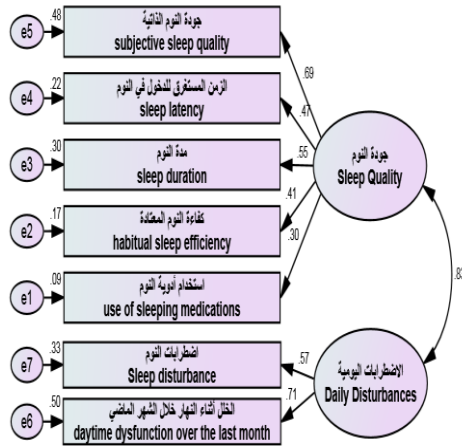 .48
e5
جودة النوم الذاتية
subjective sleep quality
.69
.22
e4
الزمن المستغرق للدخول في النوم
sleep latency
.47
.30
e3
مدة النوم
sleep duration
.55
جودة النوم
Sleep Quality
.17
e2
كفاءة النوم المعتادة
habitual sleep efficiency
.41
.09
e1
استخدام أدوية النوم
use of sleeping medications
.30
.33
e7
اضطرابات النوم
Sleep disturbance
.57
الاضطرابات اليومية
Daily Disturbances
.50
e6
الخلل أثناء النهار خلال الشهر الماضي
daytime dysfunction over the last month
.71